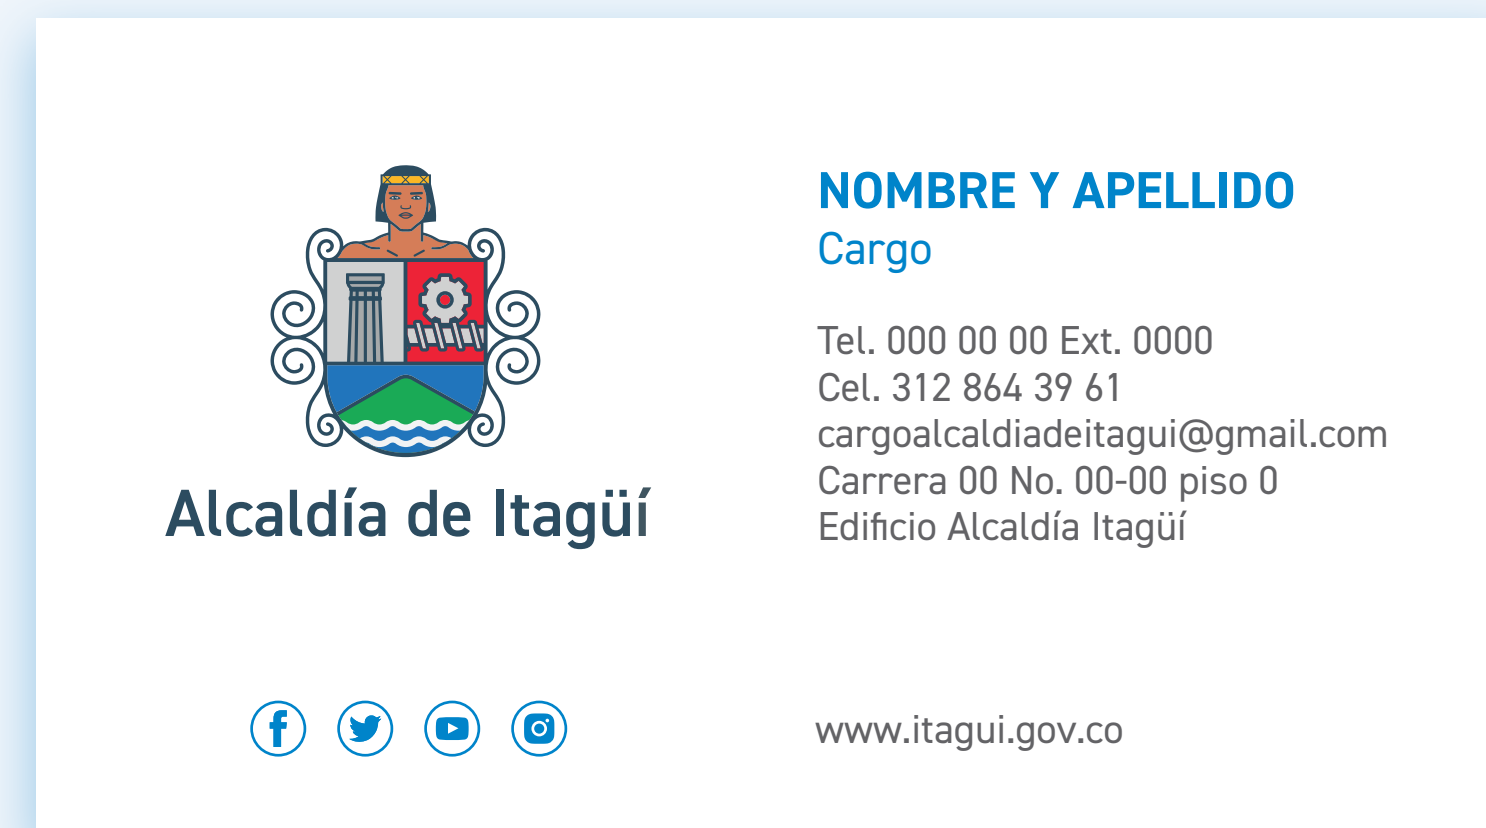 Alcaldía de Itagüí
NOMBRE Y APELLIDO
Cargo
Tel. 000 00 00 Ext. 0000
Cel. 312 864 39 61
cargoalcaldiadeitagui@gmail.com
Carrera 00 No. 00-00 piso 0
Edificio Alcaldía Itagüí
www.itagui.gov.co